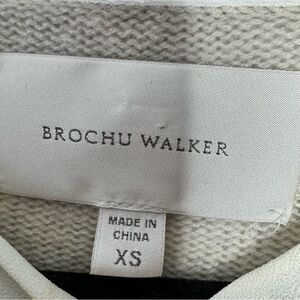 BROCHU WALKER
MADE IN
CHINA
XS